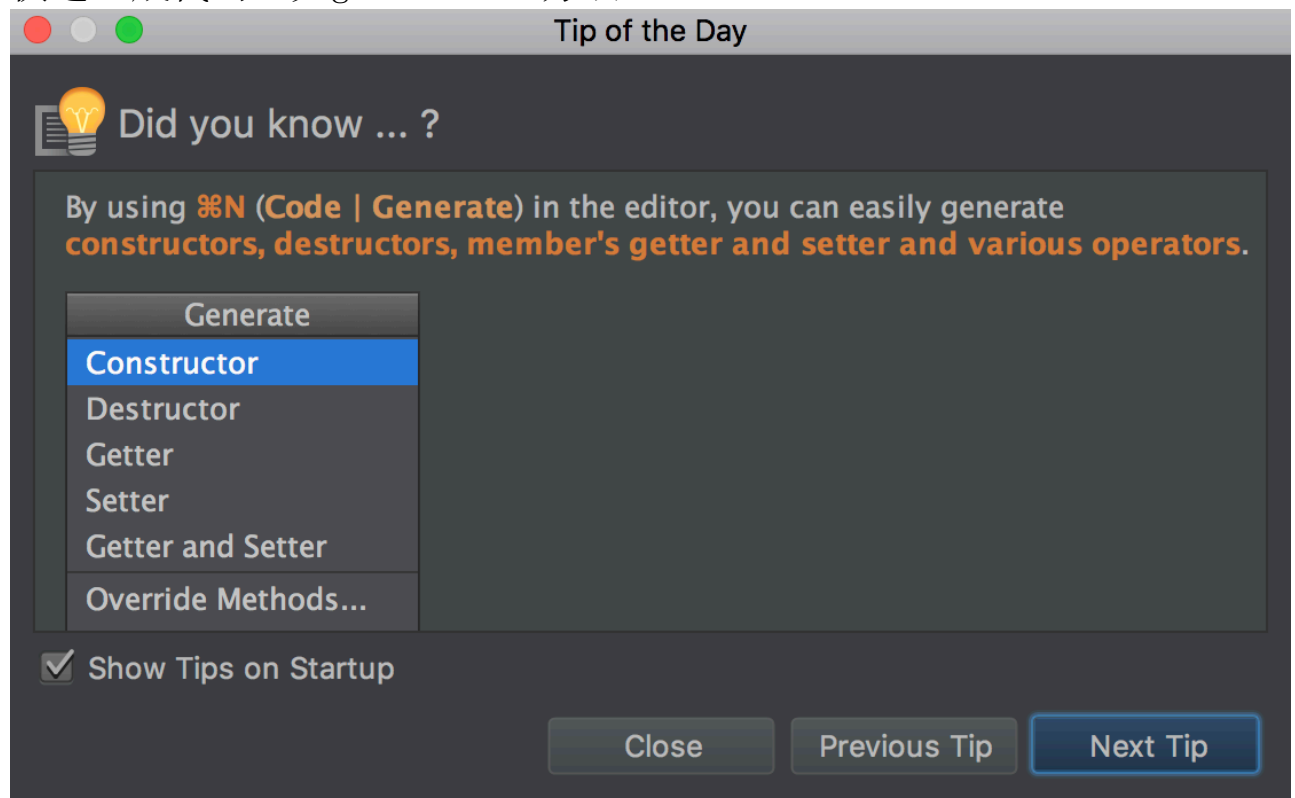 Tip of the Day
Did you know ... ?
By using ⌘N (Code | Generate) in the editor, you can easily generate
constructors, destructors, member's getter and setter and various operators.
Generate
Constructor
Destructor
Getter
Setter
Getter and Setter
Override Methods...
Show Tips on Startup
Close
Previous Tip
Next Tip